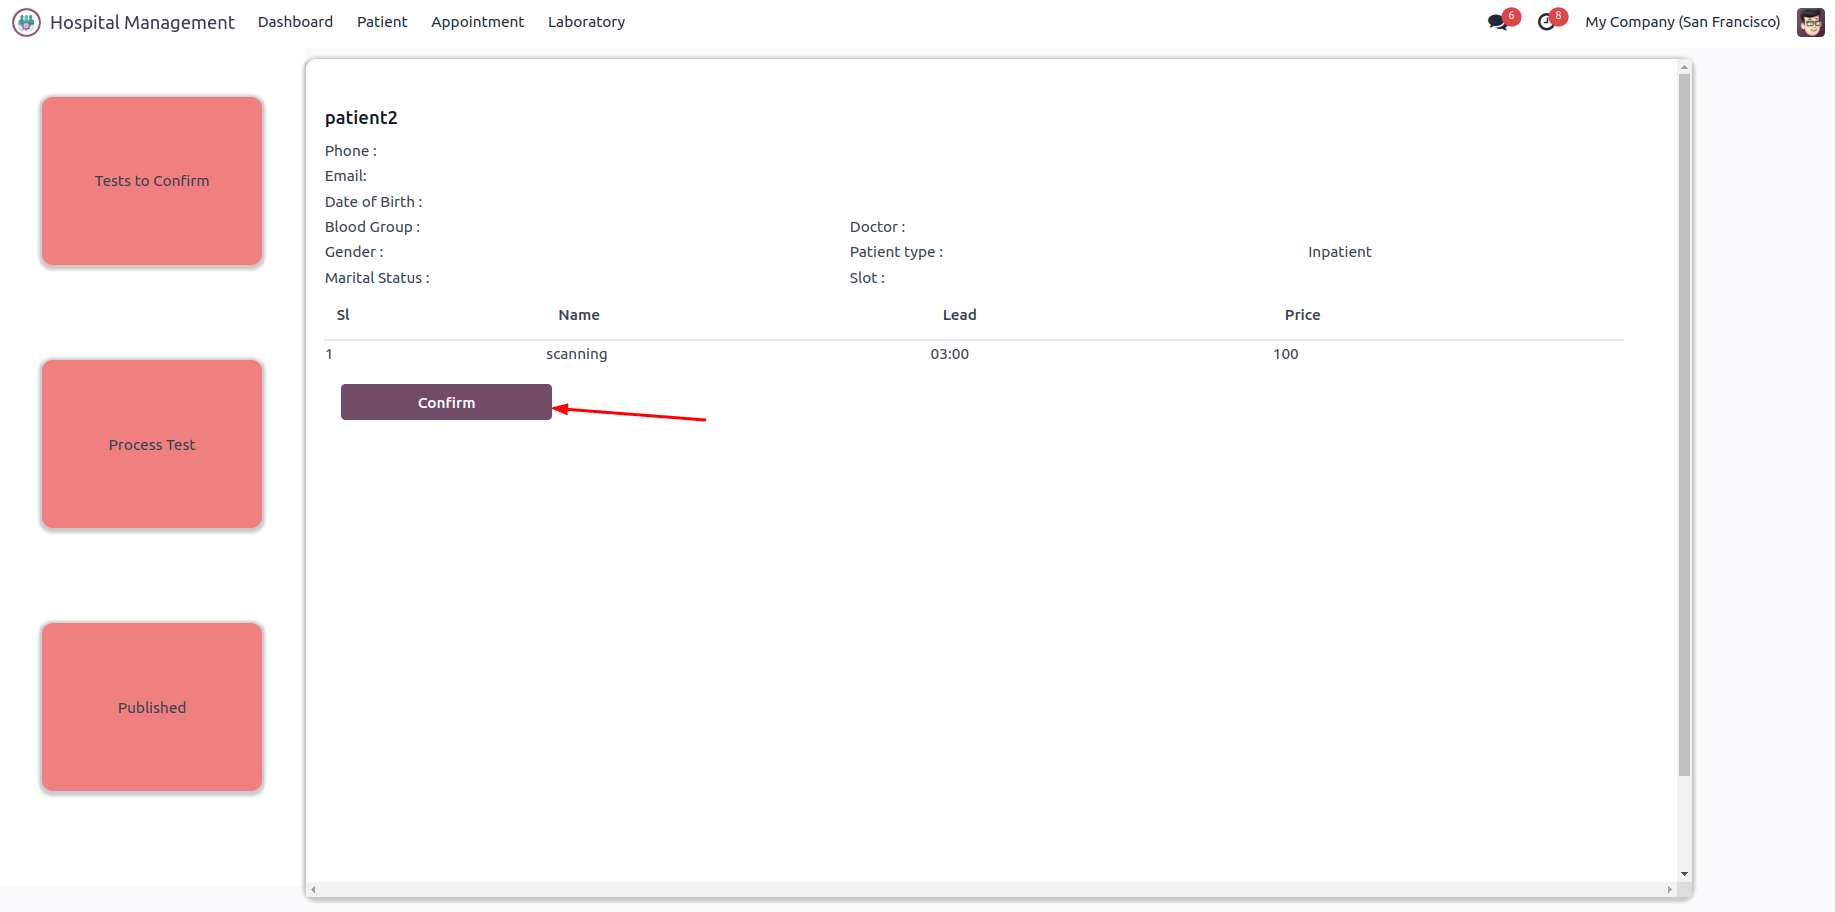 Hospital Management Dashboard Patient Appointment Laboratory 6 8 My Company (San Francisco)
Tests to Confirm
Process Test
Published
patient2
Phone :
Email:
Date of Birth :
Blood Group : Doctor :
Gender : Patient type : Inpatient
Marital Status : Slot :
Sl Name Lead Price
1 scanning 03:00 100
Confirm